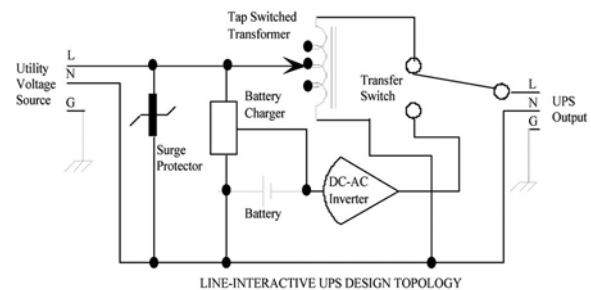 Tap Switched
Transformer
L
N
G
Utility
Voltage
Source
Battery
Charger
Surge
Protector
Transfer
Switch
L
N
G
UPS
Output
DC-AC
Inverter
Battery
LINE-INTERACTIVE UPS DESIGN TOPOLOGY